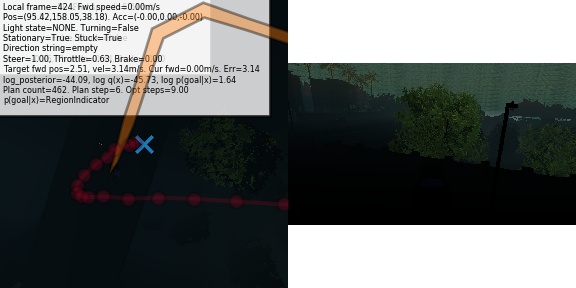 Local frame=424. Fwd speed=0.00m/s
Pos=(95.42,158.05,38.18). Acc=(-0.00,0.00,-0.00)
Light state=NONE. Turning=False
Stationary=True. Stuck=True
Direction string=empty
Steer=1.00, Throttle=0.63, Brake=0.00
Target fwd pos=2.51, vel=3.14m/s. Cur fwd=0.00m/s. Err=3.14
log_posterior=-44.09, log q(x)=-45.73, log p(goal|x)=1.64
Plan count=462. Plan step=6. Opt steps=9.00
p(goal|x)=RegionIndicator